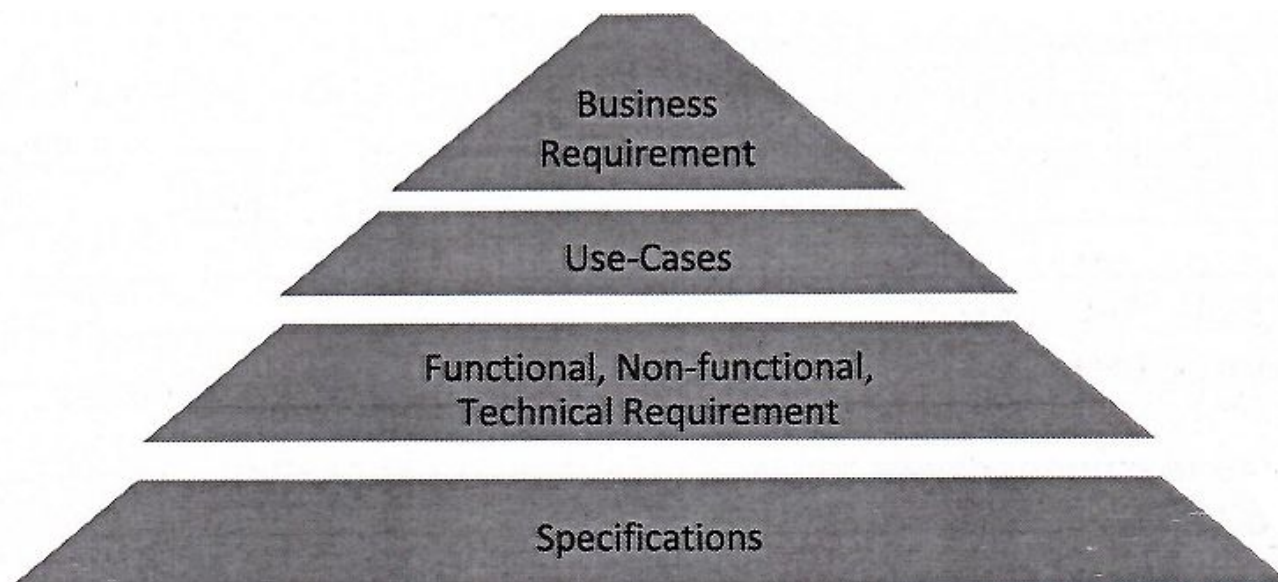 Business
Requirement
Use-Cases
Functional, Non-functional,
Technical Requirement
Specifications